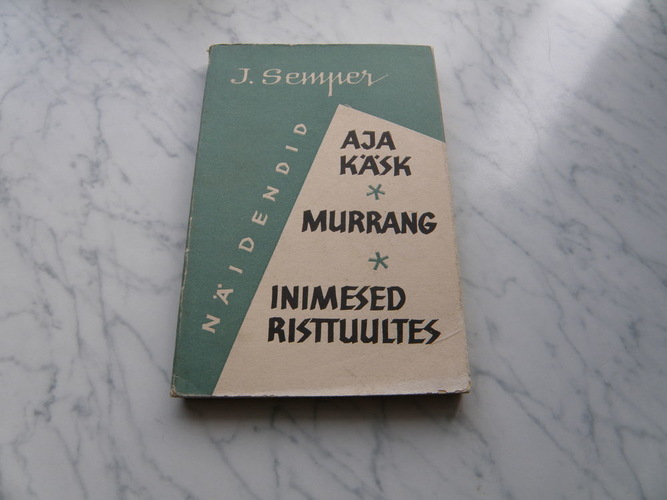 J. Semper
NÄIDENDID
AJA
KÄSK
*
MURRANG
*
INIMESED
RISTTUULTES